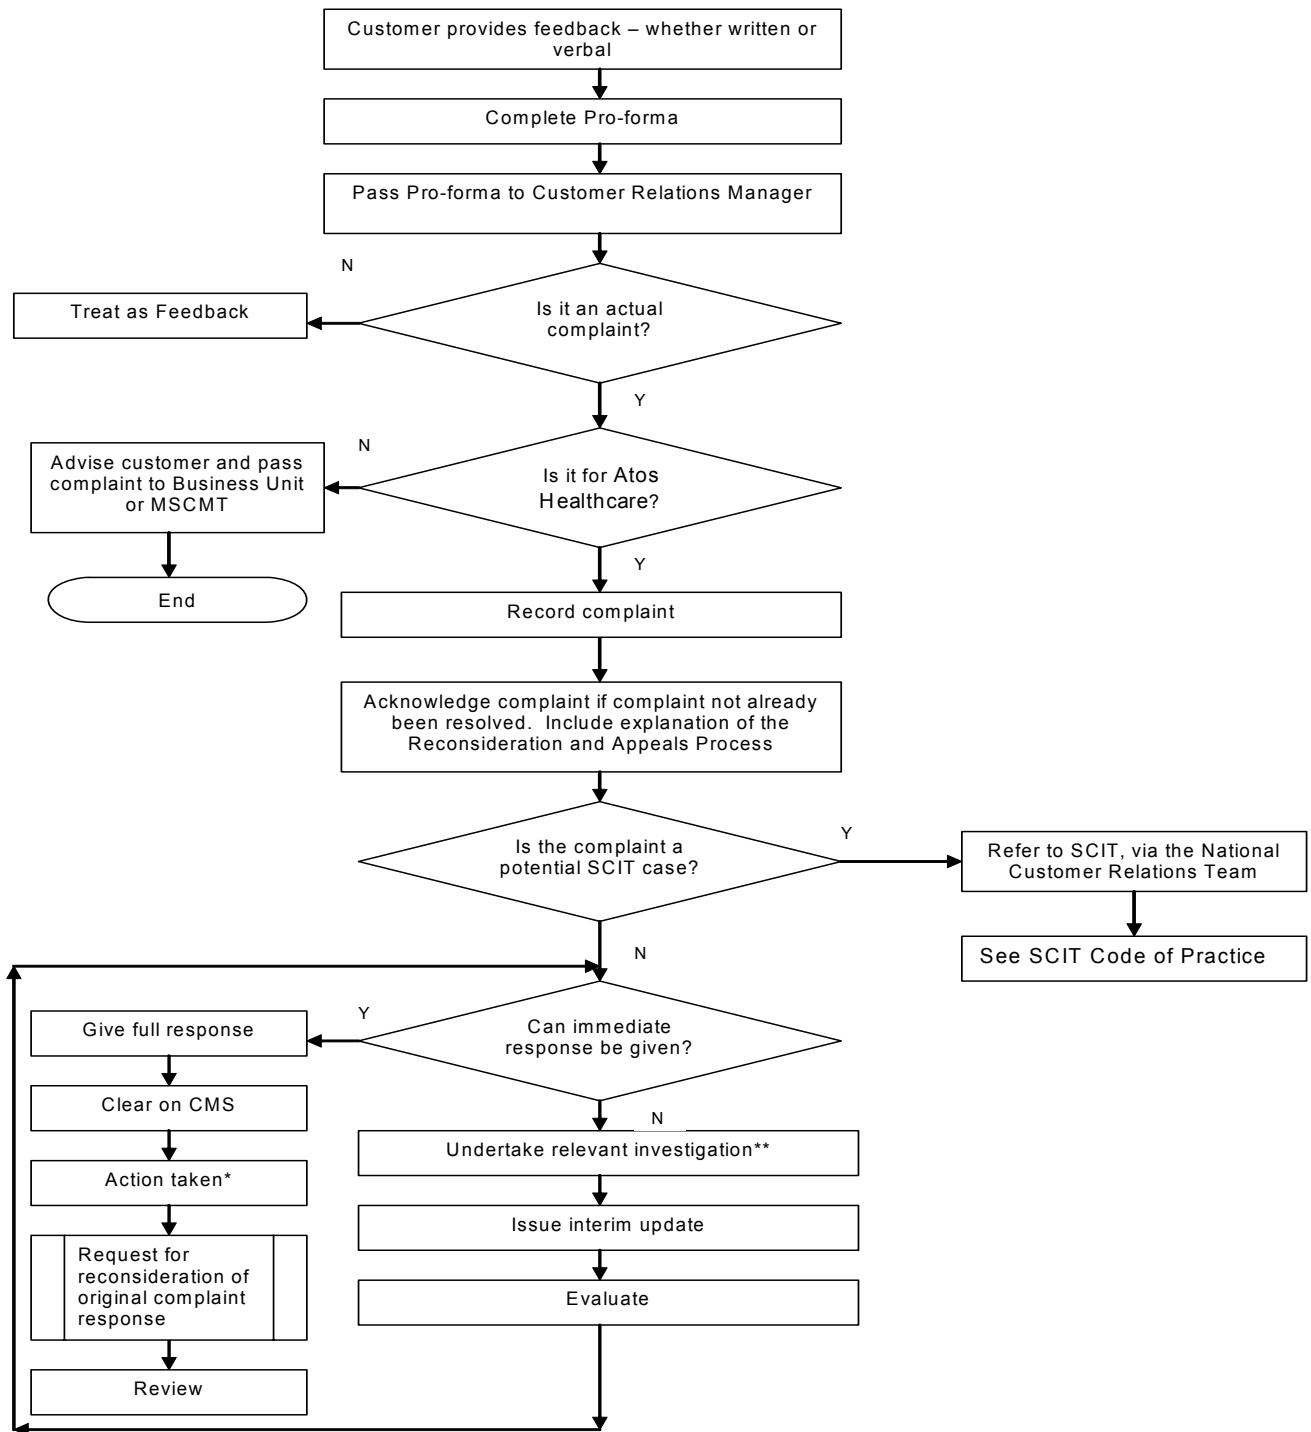 Customer provides feedback – whether written or
verbal
Complete Pro-forma
Pass Pro-forma to Customer Relations Manager
N
Treat as Feedback
Is it an actual
complaint?
Y
N
Advise customer and pass
complaint to Business Unit
or MSCMT
Is it for Atos
Healthcare?
End
Y
Record complaint
Acknowledge complaint if complaint not already
been resolved. Include explanation of the
Reconsideration and Appeals Process
Is the complaint a
potential SCIT case?
Y
Refer to SCIT, via the National
Customer Relations Team
See SCIT Code of Practice
N
Can immediate
response be given?
Y
Give full response
Clear on CMS
Action taken*
Request for
reconsideration of
original complaint
response
Review
N
Undertake relevant investigation**
Issue interim update
Evaluate